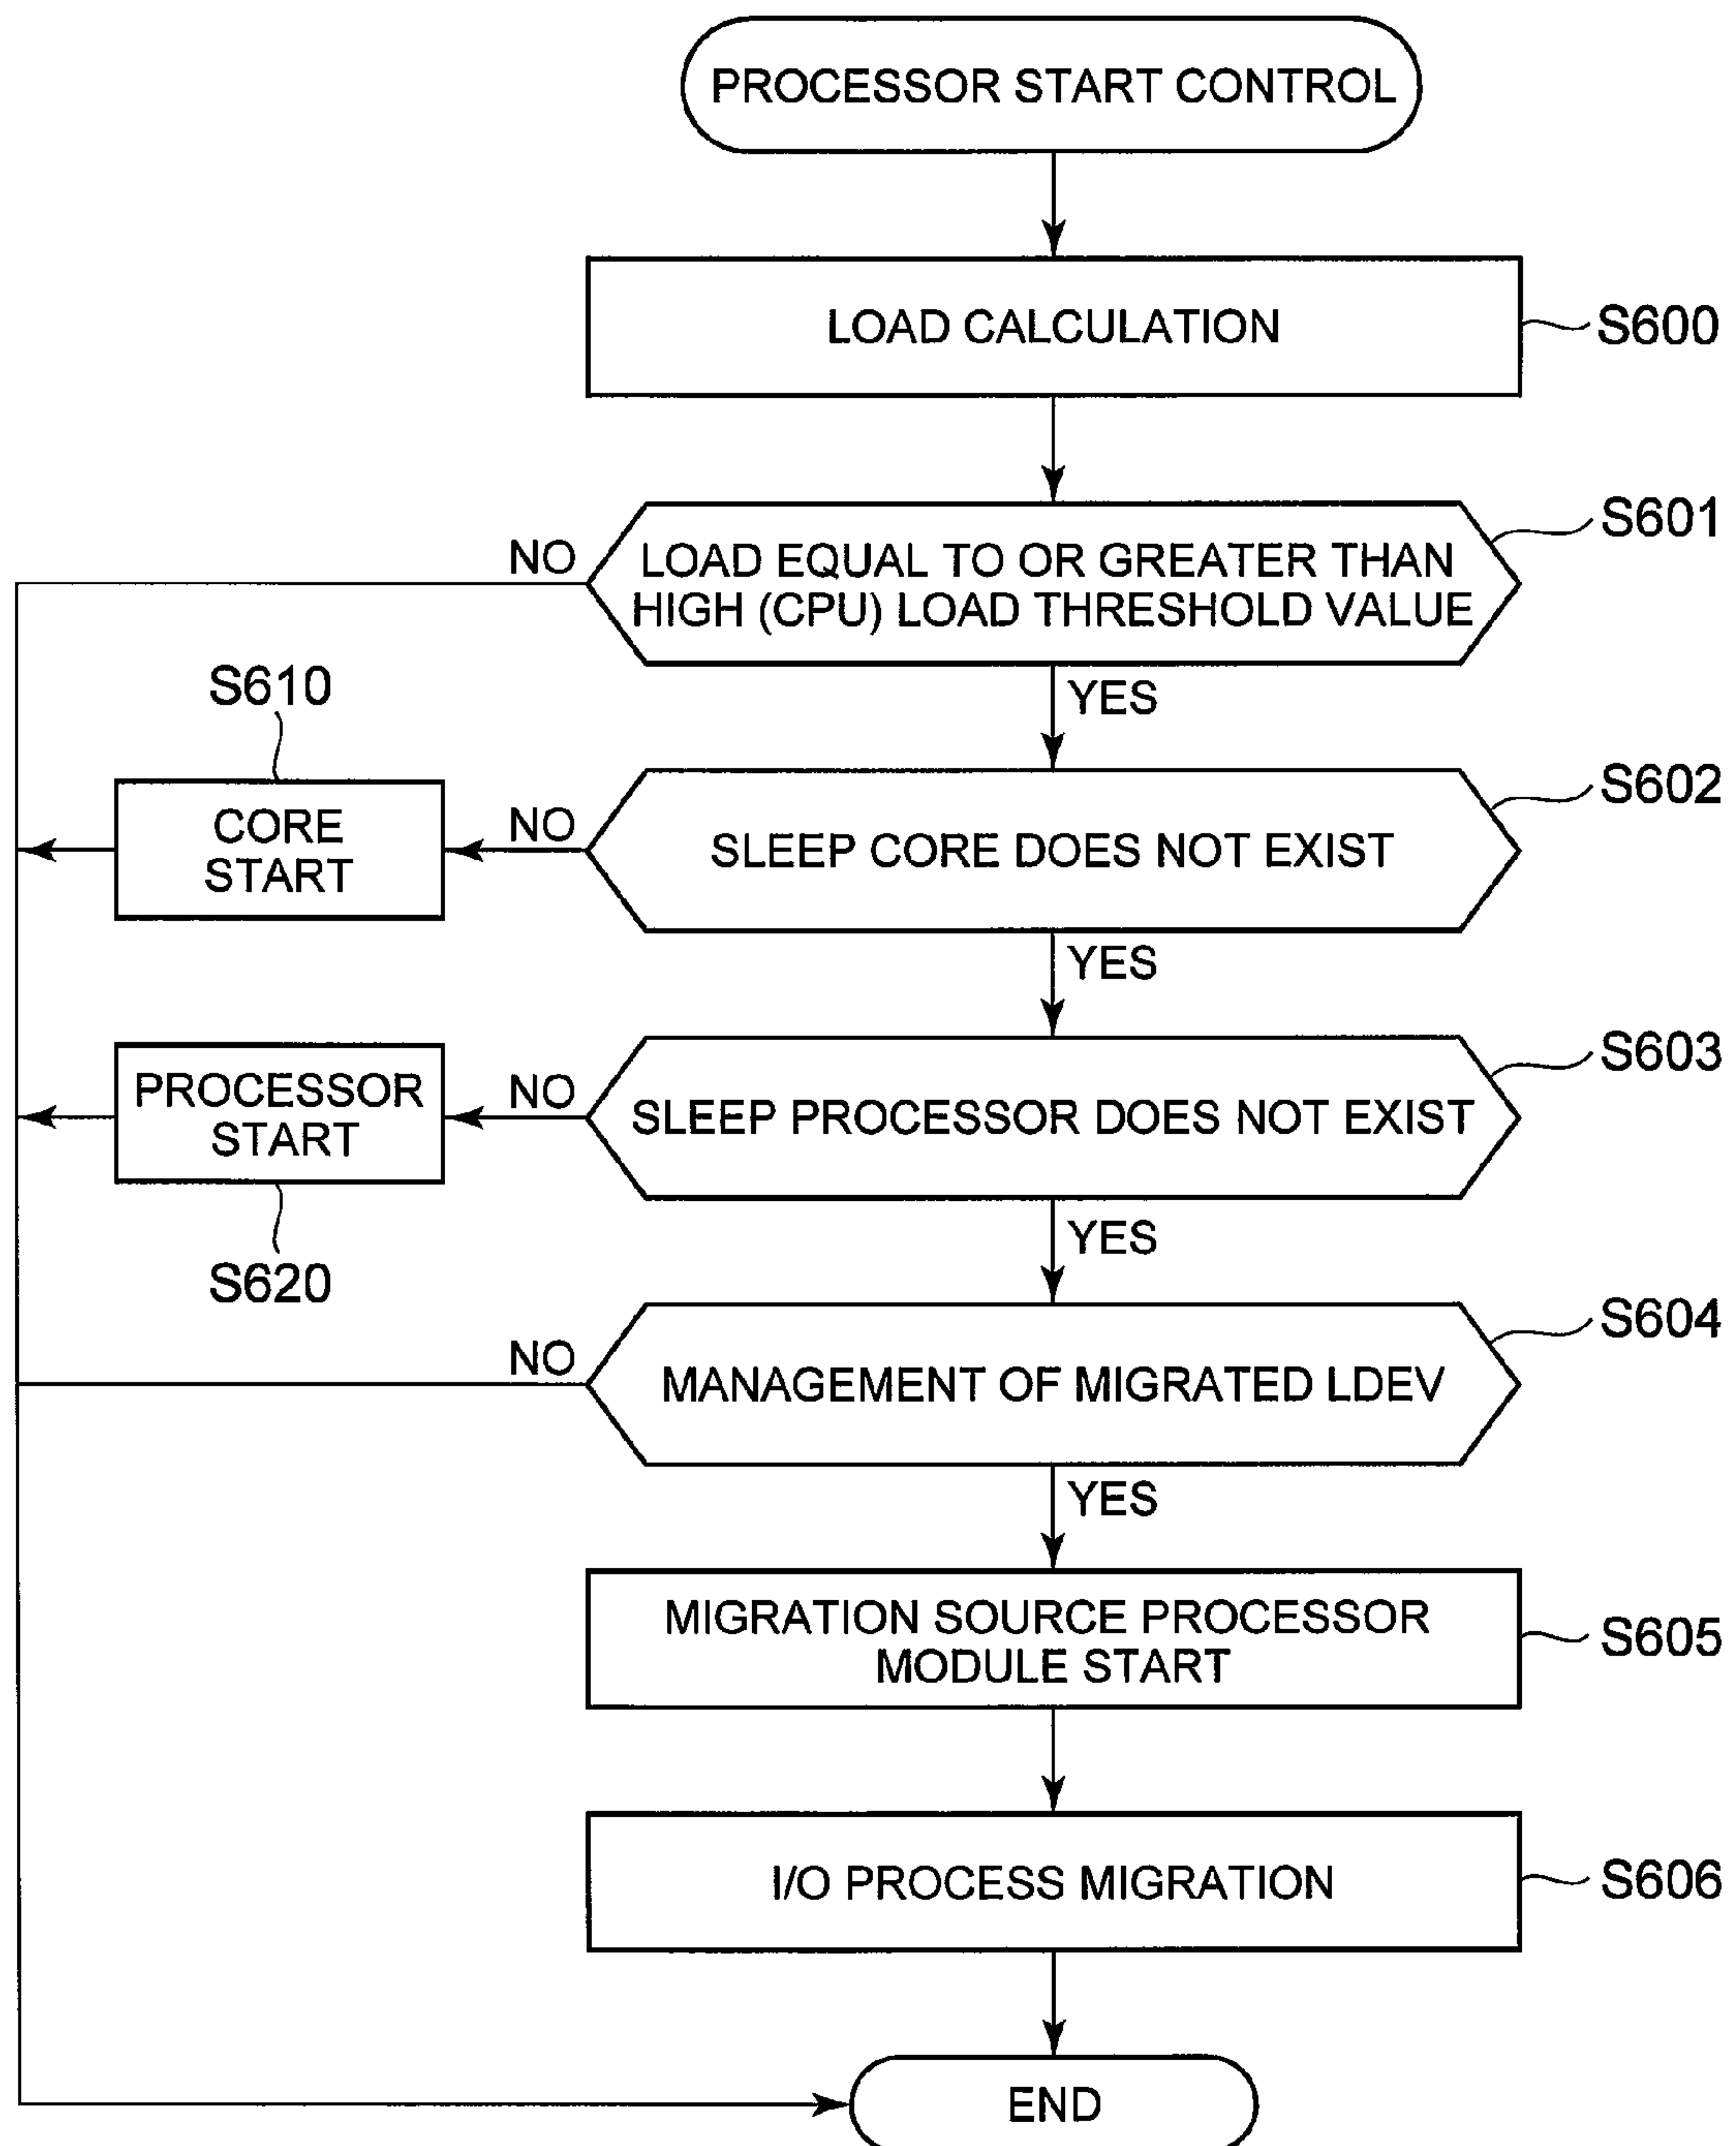 PROCESSOR START CONTROL
LOAD CALCULATION
S600
S601
NO
LOAD EQUAL TO OR GREATER THAN
HIGH (CPU) LOAD THRESHOLD VALUE
YES
S610
S602
CORE
START
NO
SLEEP CORE DOES NOT EXIST
YES
S603
PROCESSOR
START
NO
SLEEP PROCESSOR DOES NOT EXIST
YES
S620
S604
NO
MANAGEMENT OF MIGRATED LDEV
YES
MIGRATION SOURCE PROCESSOR
MODULE START
S605
I/O PROCESS MIGRATION
S606
END